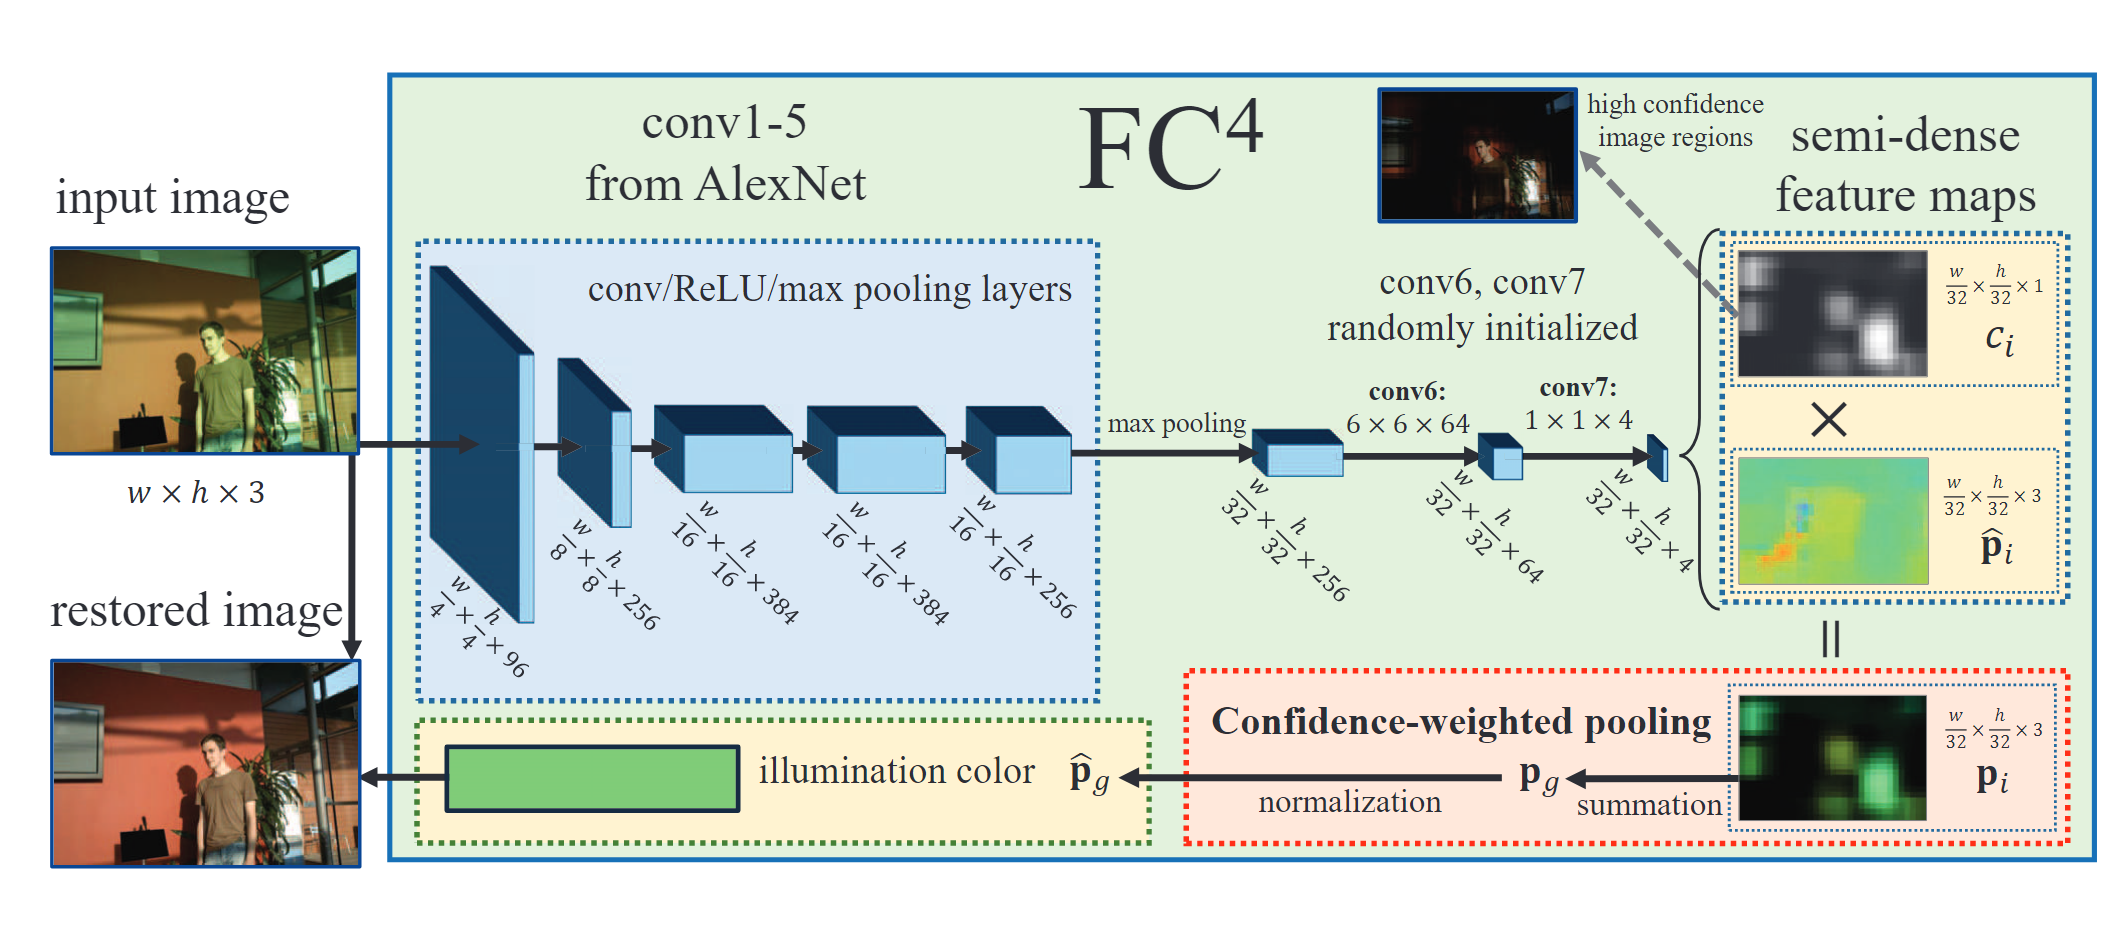 input image
w × h × 3
restored image
conv1-5
from AlexNet
FC⁴
high confidence
image regions
semi-dense
feature maps
conv/ReLU/max pooling layers
w/4 × h/4 × 96
w/8 × h/8 × 256
w/16 × h/16 × 384
w/16 × h/16 × 384
w/16 × h/16 × 256
max pooling
conv6, conv7
randomly initialized
conv6:
6 × 6 × 64
conv7:
1 × 1 × 4
w/32 × h/32 × 256
w/32 × h/32 × 64
w/32 × h/32 × 4
w/32 × h/32 × 1
cᵢ
×
w/32 × h/32 × 3
p̂ᵢ
=
Confidence-weighted pooling
w/32 × h/32 × 3
pᵢ
summation
p_g
normalization
illumination color p̂_g